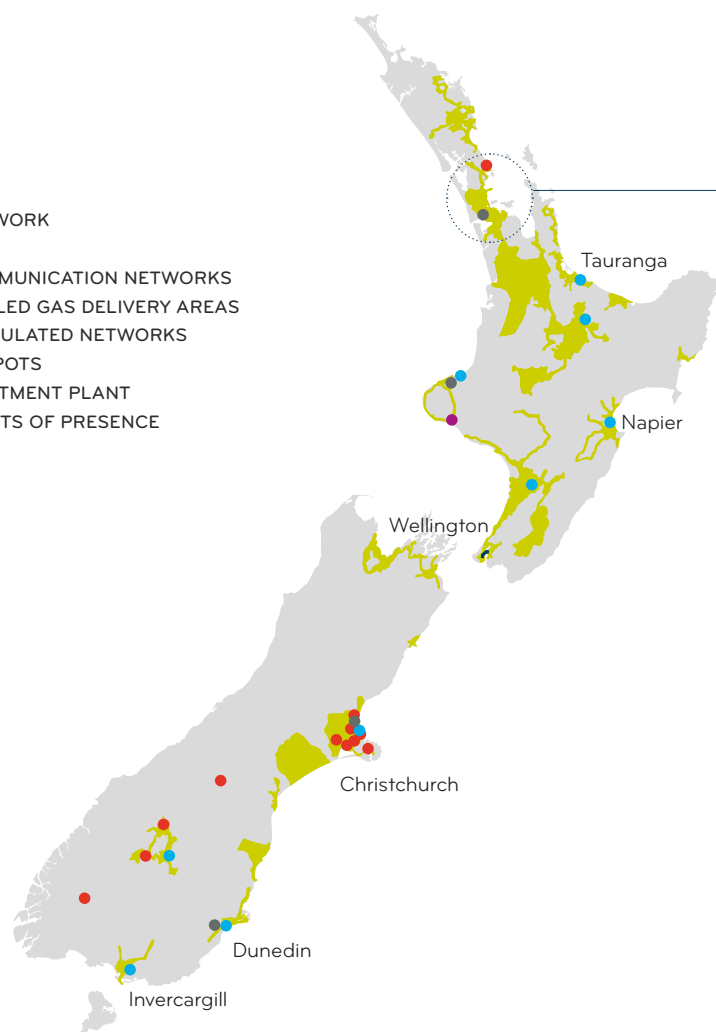 WORK
MUNICATION NETWORKS
LED GAS DELIVERY AREAS
ULATED NETWORKS
POTS
TMENT PLANT
TS OF PRESENCE
Tauranga
Napier
Wellington
Christchurch
Dunedin
Invercargill